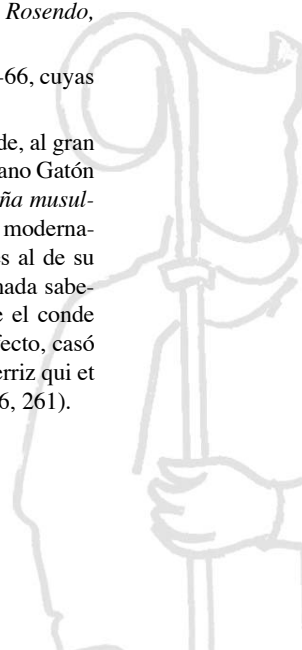 Rosendo,
-66, cuyas
de, al gran
ano Gatón
ña musul-
moderna-
s al de su
nada sabe-
e el conde
fecto, casó
erriz qui et
6, 261).